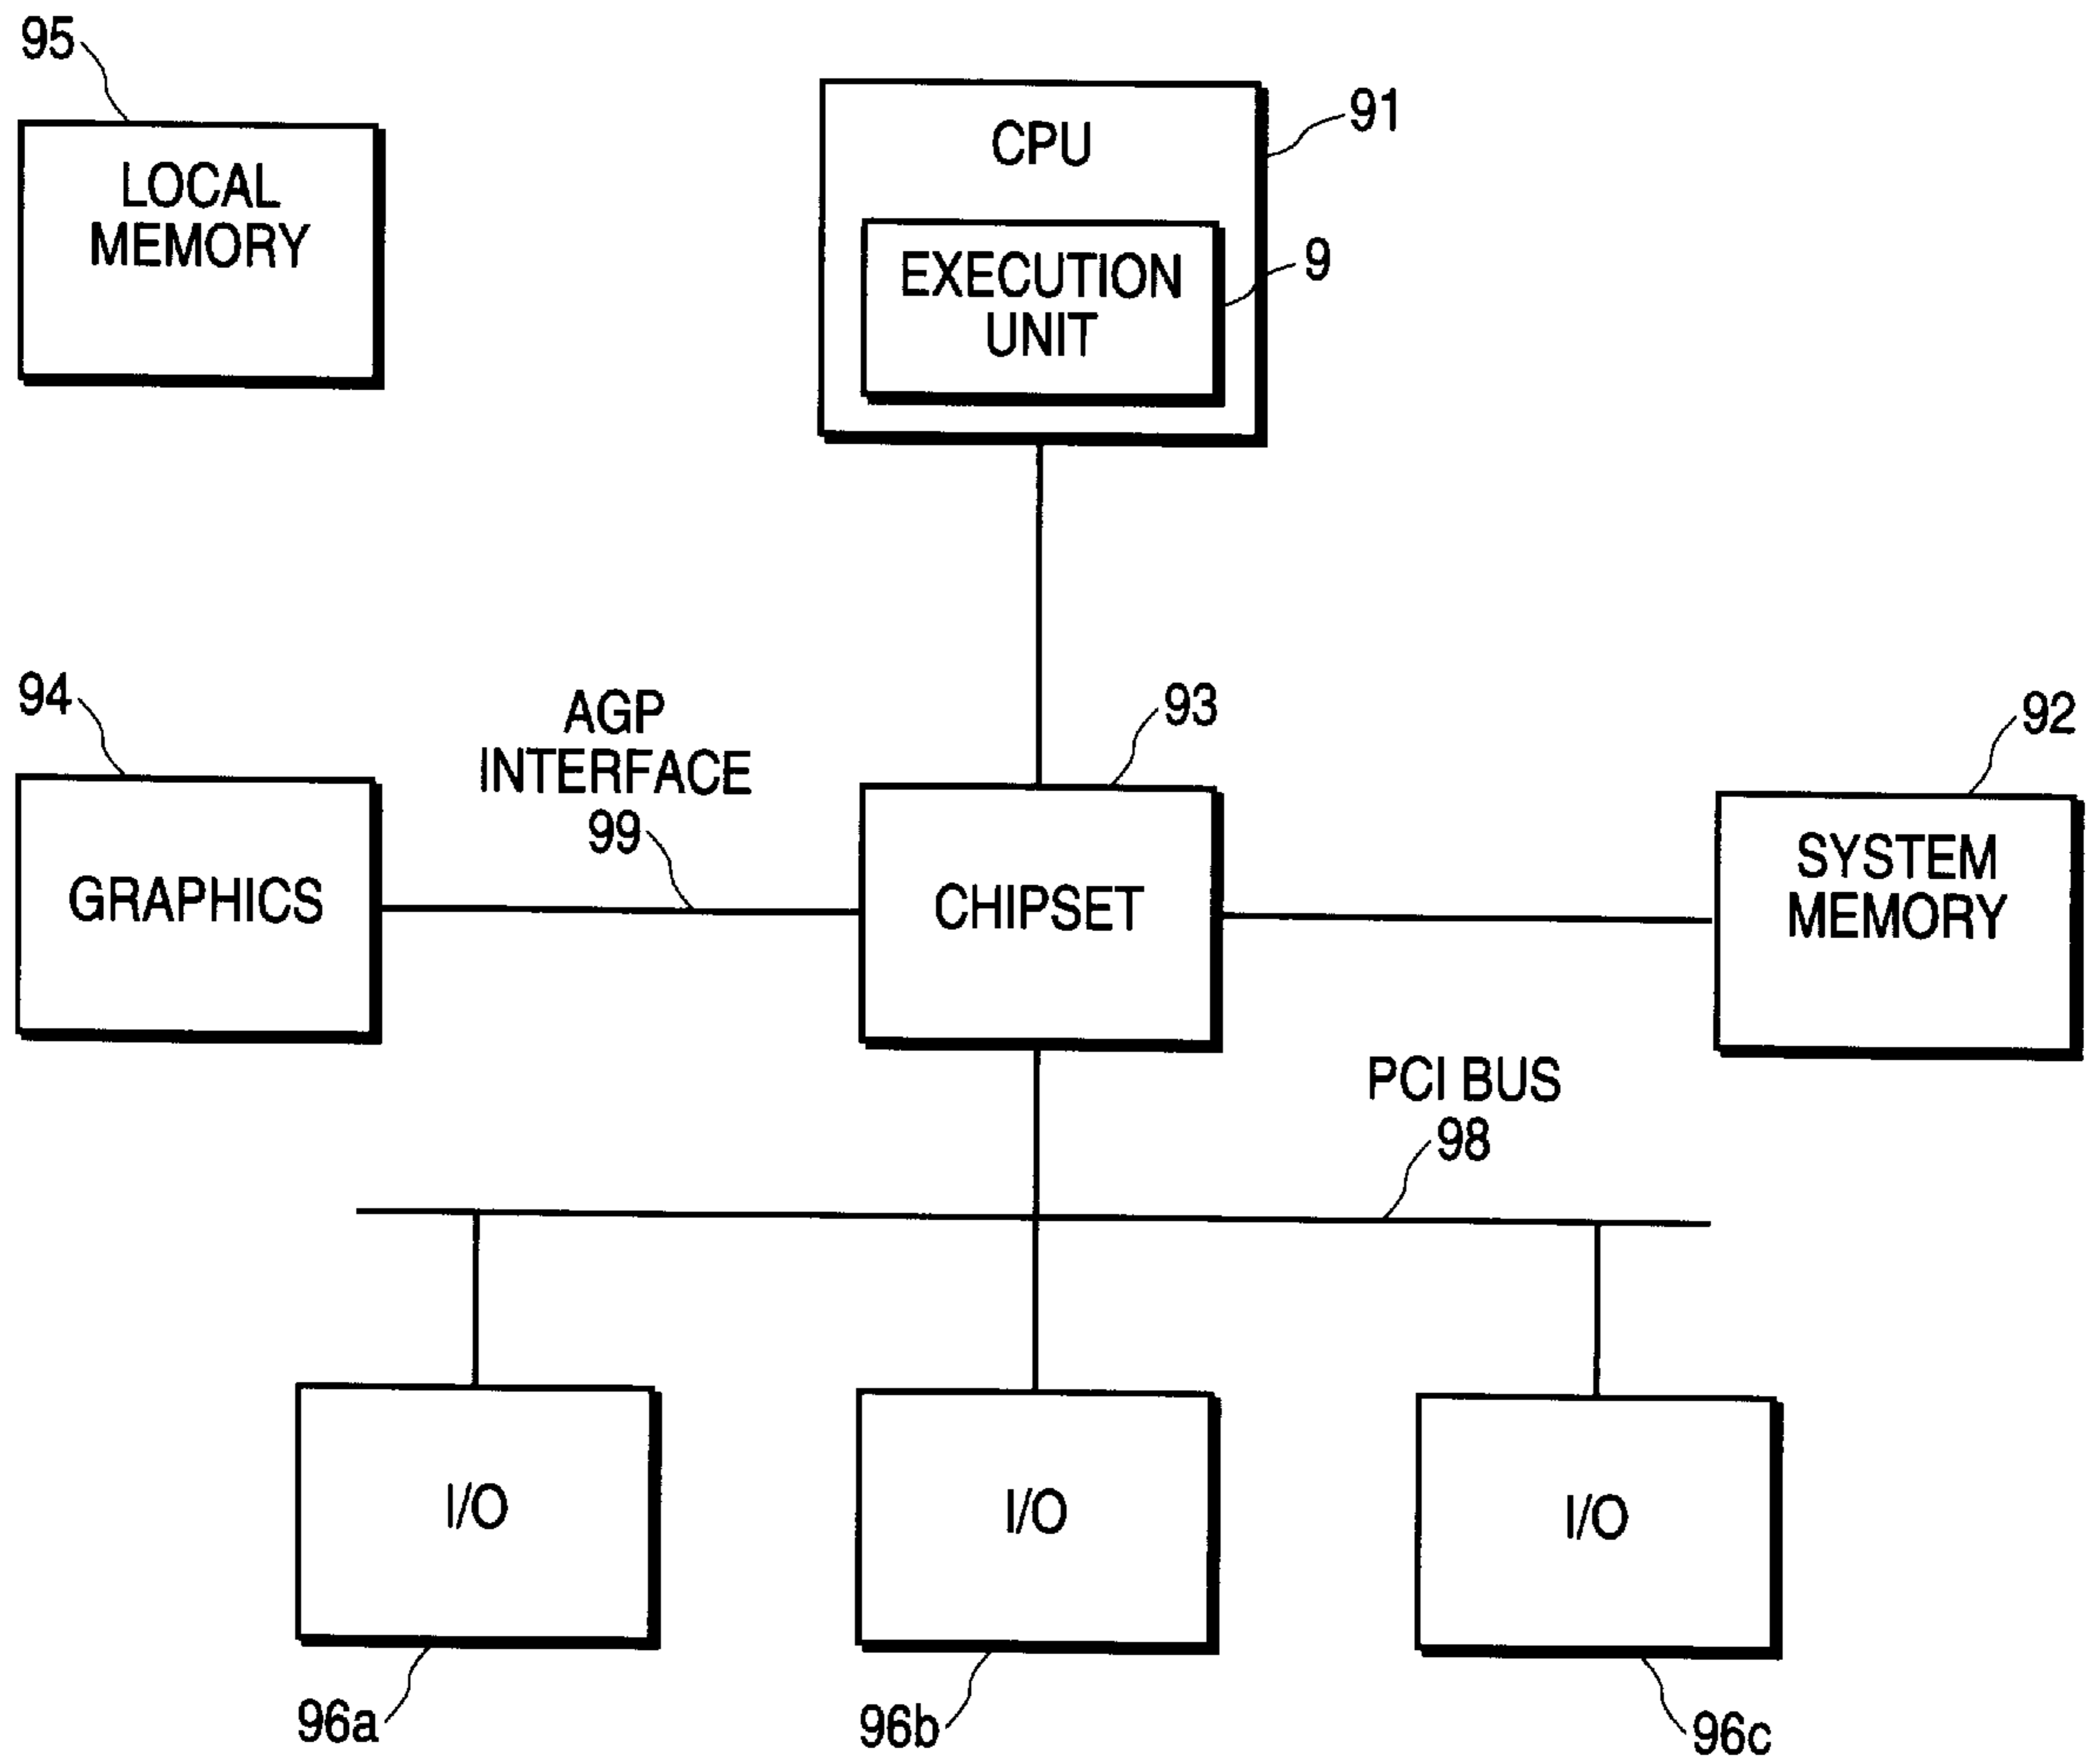 95
LOCAL
MEMORY
CPU
91
EXECUTION
UNIT
9
94
AGP
INTERFACE
99
93
92
GRAPHICS
CHIPSET
SYSTEM
MEMORY
PCI BUS
98
I/O
I/O
I/O
96a
96b
96c